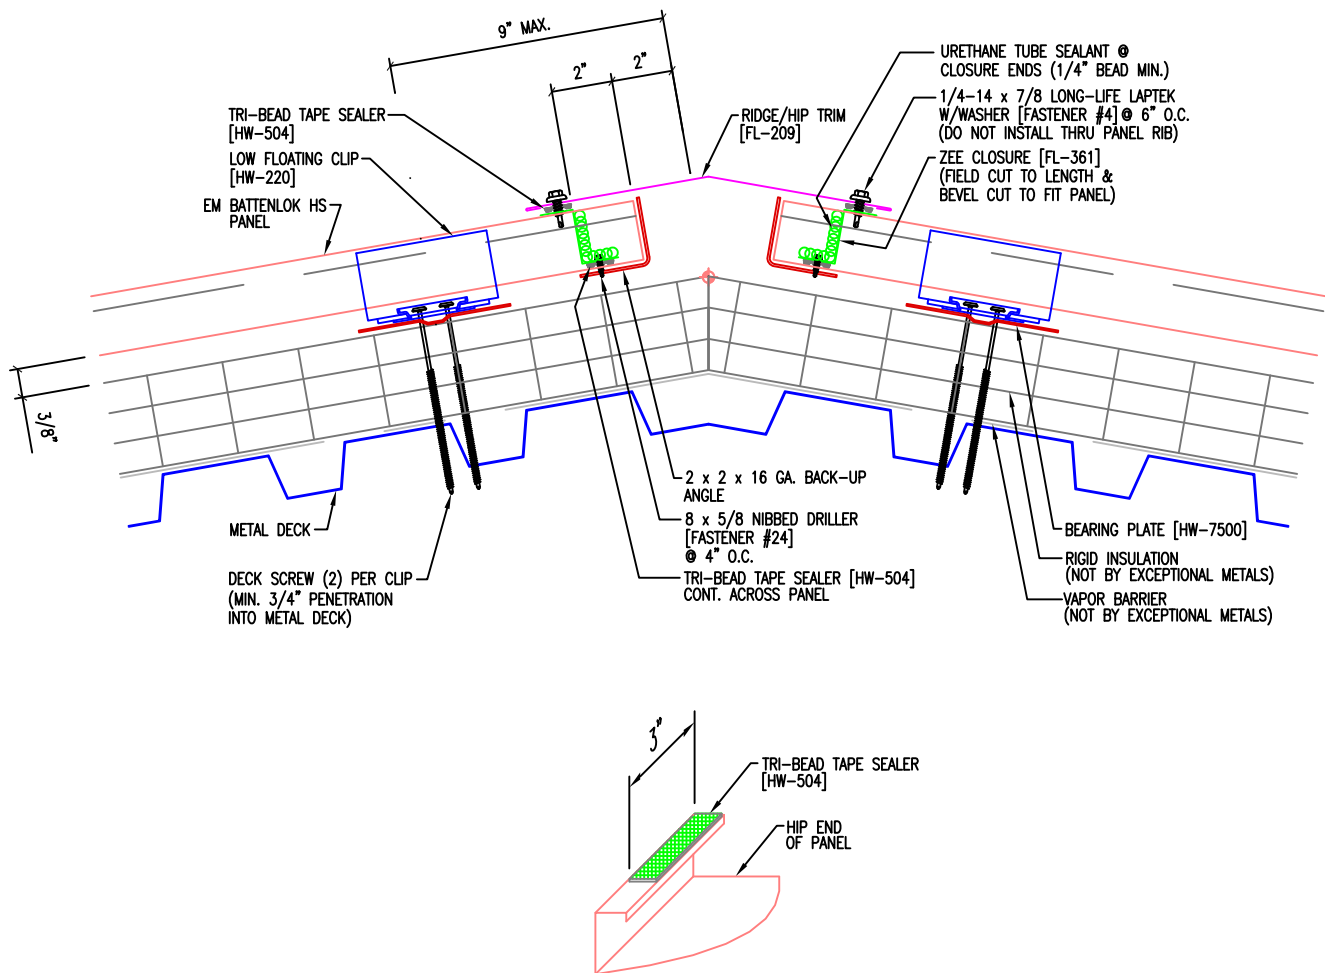 9" MAX.
2"
2"
TRI-BEAD TAPE SEALER
[HW-504]
LOW FLOATING CLIP
[HW-220]
EM BATTENLOK HS
PANEL
RIDGE/HIP TRIM
[FL-209]
URETHANE TUBE SEALANT @
CLOSURE ENDS (1/4" BEAD MIN.)
1/4-14 x 7/8 LONG-LIFE LAPTEK
W/WASHER [FASTENER #4] @ 6" O.C.
(DO NOT INSTALL THRU PANEL RIB)
ZEE CLOSURE [FL-361]
(FIELD CUT TO LENGTH &
BEVEL CUT TO FIT PANEL)
3/8"
METAL DECK
DECK SCREW (2) PER CLIP
(MIN. 3/4" PENETRATION
INTO METAL DECK)
2 x 2 x 16 GA. BACK-UP
ANGLE
8 x 5/8 NIBBED DRILLER
[FASTENER #24]
@ 4" O.C.
TRI-BEAD TAPE SEALER [HW-504]
CONT. ACROSS PANEL
BEARING PLATE [HW-7500]
RIGID INSULATION
(NOT BY EXCEPTIONAL METALS)
VAPOR BARRIER
(NOT BY EXCEPTIONAL METALS)
3"
TRI-BEAD TAPE SEALER
[HW-504]
HIP END
OF PANEL